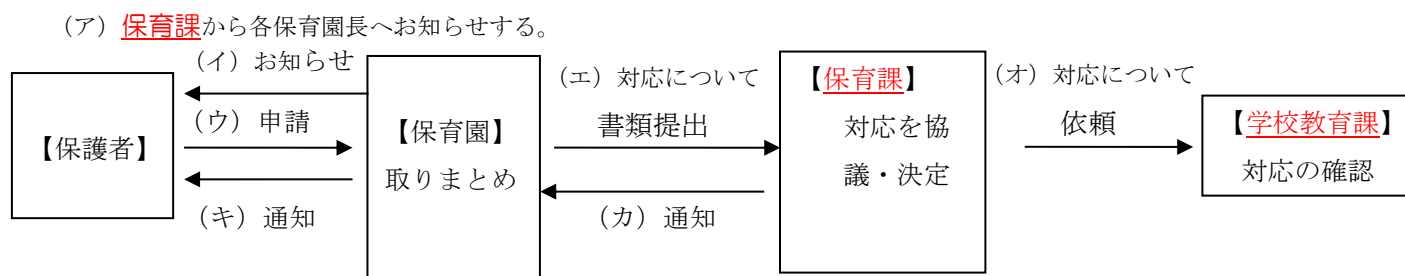 （ア）保育課から各保育園長へお知らせする。
（イ）お知らせ
（ウ）申請
（キ）通知
【保護者】
【保育園】
取りまとめ
（エ）対応について
書類提出
（カ）通知
【保育課】
対応を協
議・決定
（オ）対応について
依頼
【学校教育課】
対応の確認